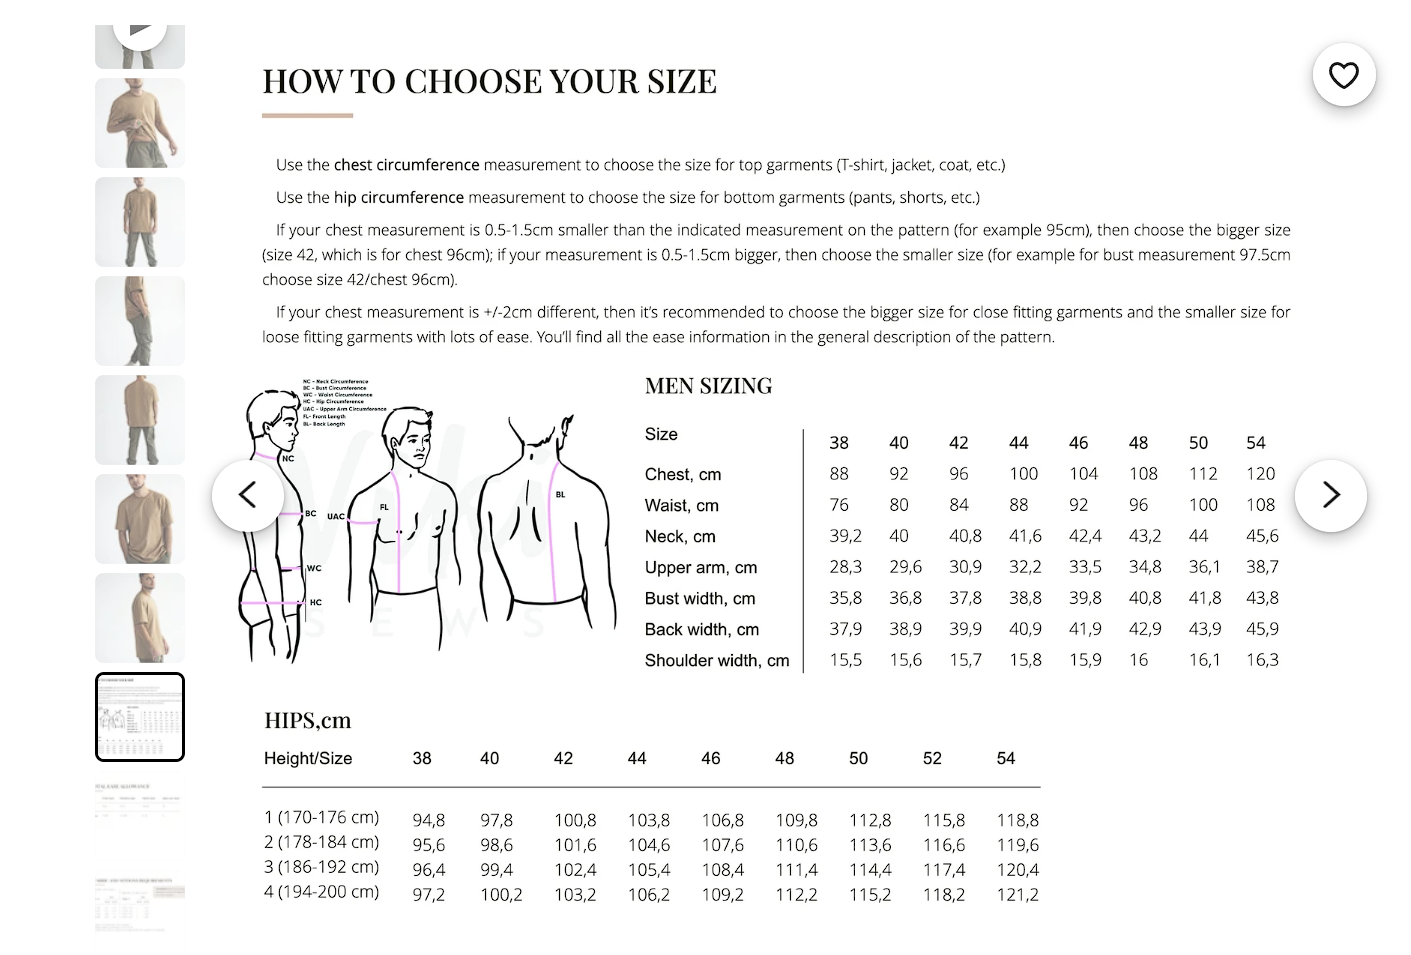 HOW TO CHOOSE YOUR SIZE
Use the chest circumference measurement to choose the size for top garments (T-shirt, jacket, coat, etc.)
Use the hip circumference measurement to choose the size for bottom garments (pants, shorts, etc.)
If your chest measurement is 0.5-1.5cm smaller than the indicated measurement on the pattern (for example 95cm), then choose the bigger size
(size 42, which is for chest 96cm); if your measurement is 0.5-1.5cm bigger, then choose the smaller size (for example for bust measurement 97.5cm
choose size 42/chest 96cm).
If your chest measurement is +/-2cm different, then it's recommended to choose the bigger size for close fitting garments and the smaller size for
loose fitting garments with lots of ease. You'll find all the ease information in the general description of the pattern.
NC - Neck Circumference
BC - Bust Circumference
WC - Waist Circumference
HC - Hip Circumference
UAC - Upper Arm Circumference
FL- Front Length
BL- Back Length
NC
BC
WC
HC
UAC
FL
BL
SEWS
MEN SIZING
Size 38 40 42 44 46 48 50 54
Chest, cm 88 92 96 100 104 108 112 120
Waist, cm 76 80 84 88 92 96 100 108
Neck, cm 39,2 40 40,8 41,6 42,4 43,2 44 45,6
Upper arm, cm 28,3 29,6 30,9 32,2 33,5 34,8 36,1 38,7
Bust width, cm 35,8 36,8 37,8 38,8 39,8 40,8 41,8 43,8
Back width, cm 37,9 38,9 39,9 40,9 41,9 42,9 43,9 45,9
Shoulder width, cm 15,5 15,6 15,7 15,8 15,9 16 16,1 16,3
HIPS,cm
Height/Size 38 40 42 44 46 48 50 52 54
1 (170-176 cm) 94,8 97,8 100,8 103,8 106,8 109,8 112,8 115,8 118,8
2 (178-184 cm) 95,6 98,6 101,6 104,6 107,6 110,6 113,6 116,6 119,6
3 (186-192 cm) 96,4 99,4 102,4 105,4 108,4 111,4 114,4 117,4 120,4
4 (194-200 cm) 97,2 100,2 103,2 106,2 109,2 112,2 115,2 118,2 121,2